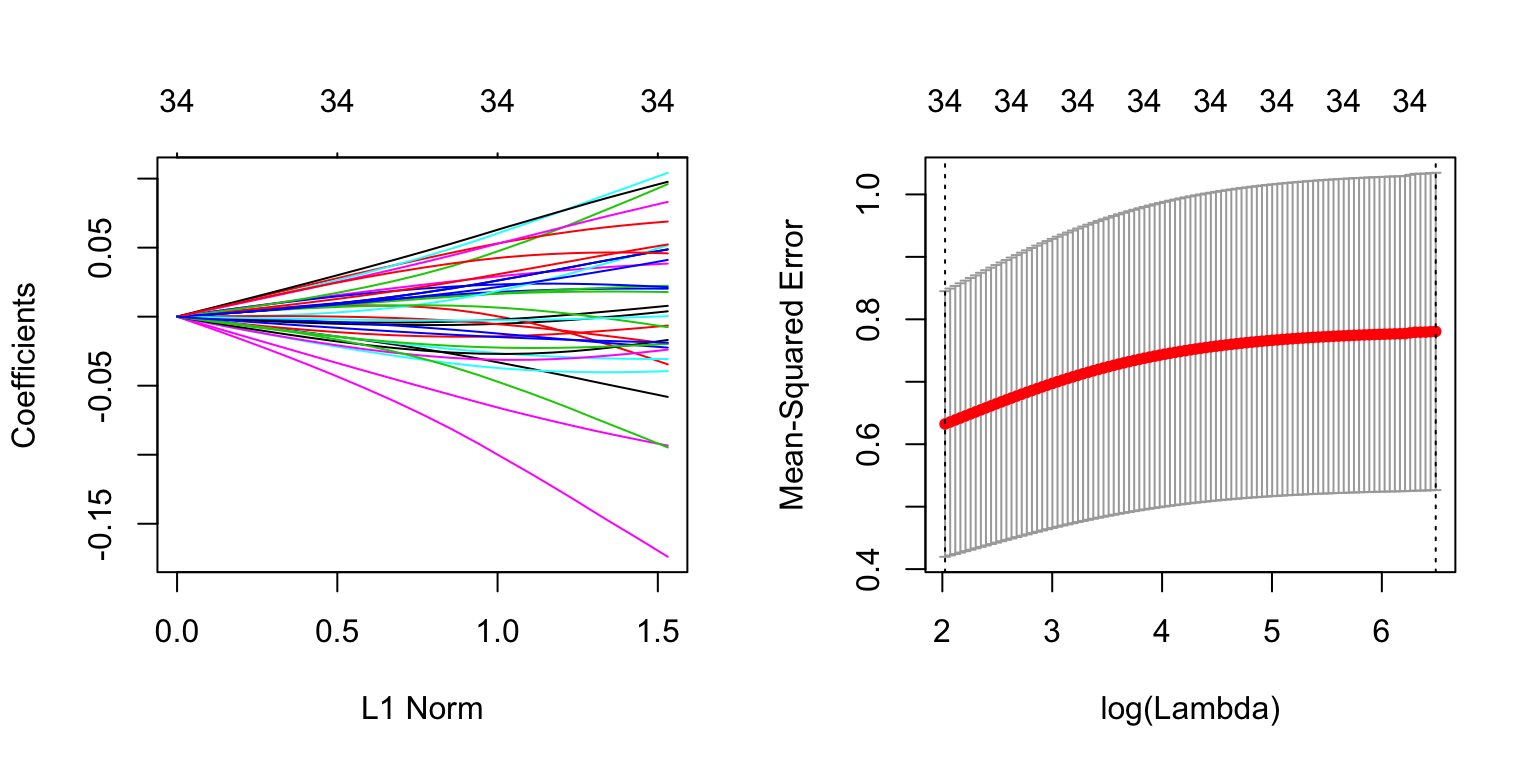 34 34 34 34
Coefficients
0.05
-0.05
-0.15
0.0 0.5 1.0 1.5
L1 Norm
34 34 34 34 34 34 34 34
Mean-Squared Error
1.0
0.8
0.6
0.4
2 3 4 5 6
log(Lambda)